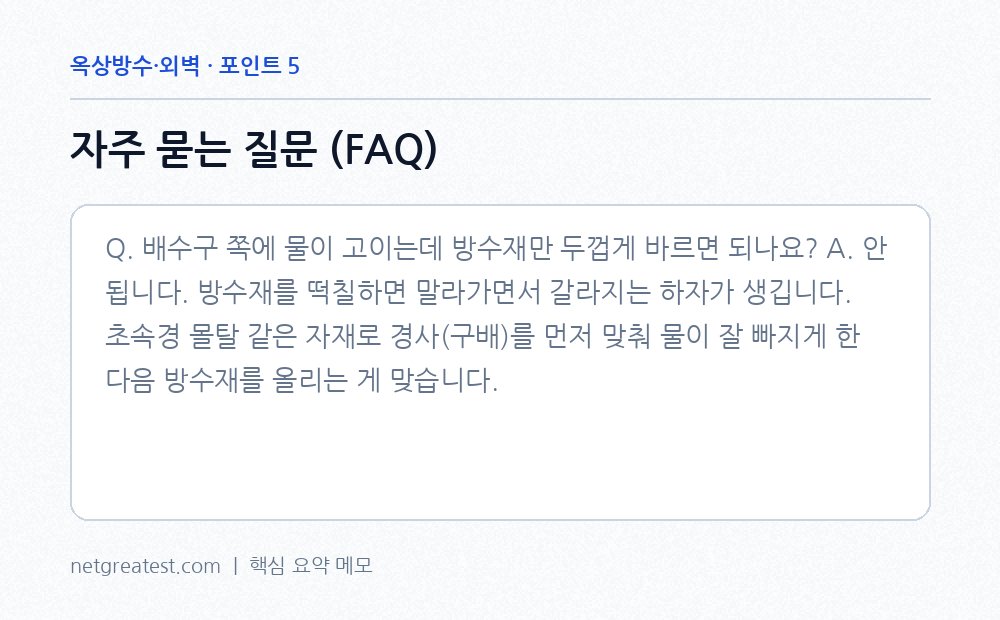 옥상방수·외벽 · 포인트 5
자주 묻는 질문 (FAQ)
Q. 배수구 쪽에 물이 고이는데 방수재만 두껍게 바르면 되나요? A. 안
됩니다. 방수재를 떡칠하면 말라가면서 갈라지는 하자가 생깁니다.
초속경 몰탈 같은 자재로 경사(구배)를 먼저 맞춰 물이 잘 빠지게 한
다음 방수재를 올리는 게 맞습니다.
netgreatest.com | 핵심 요약 메모